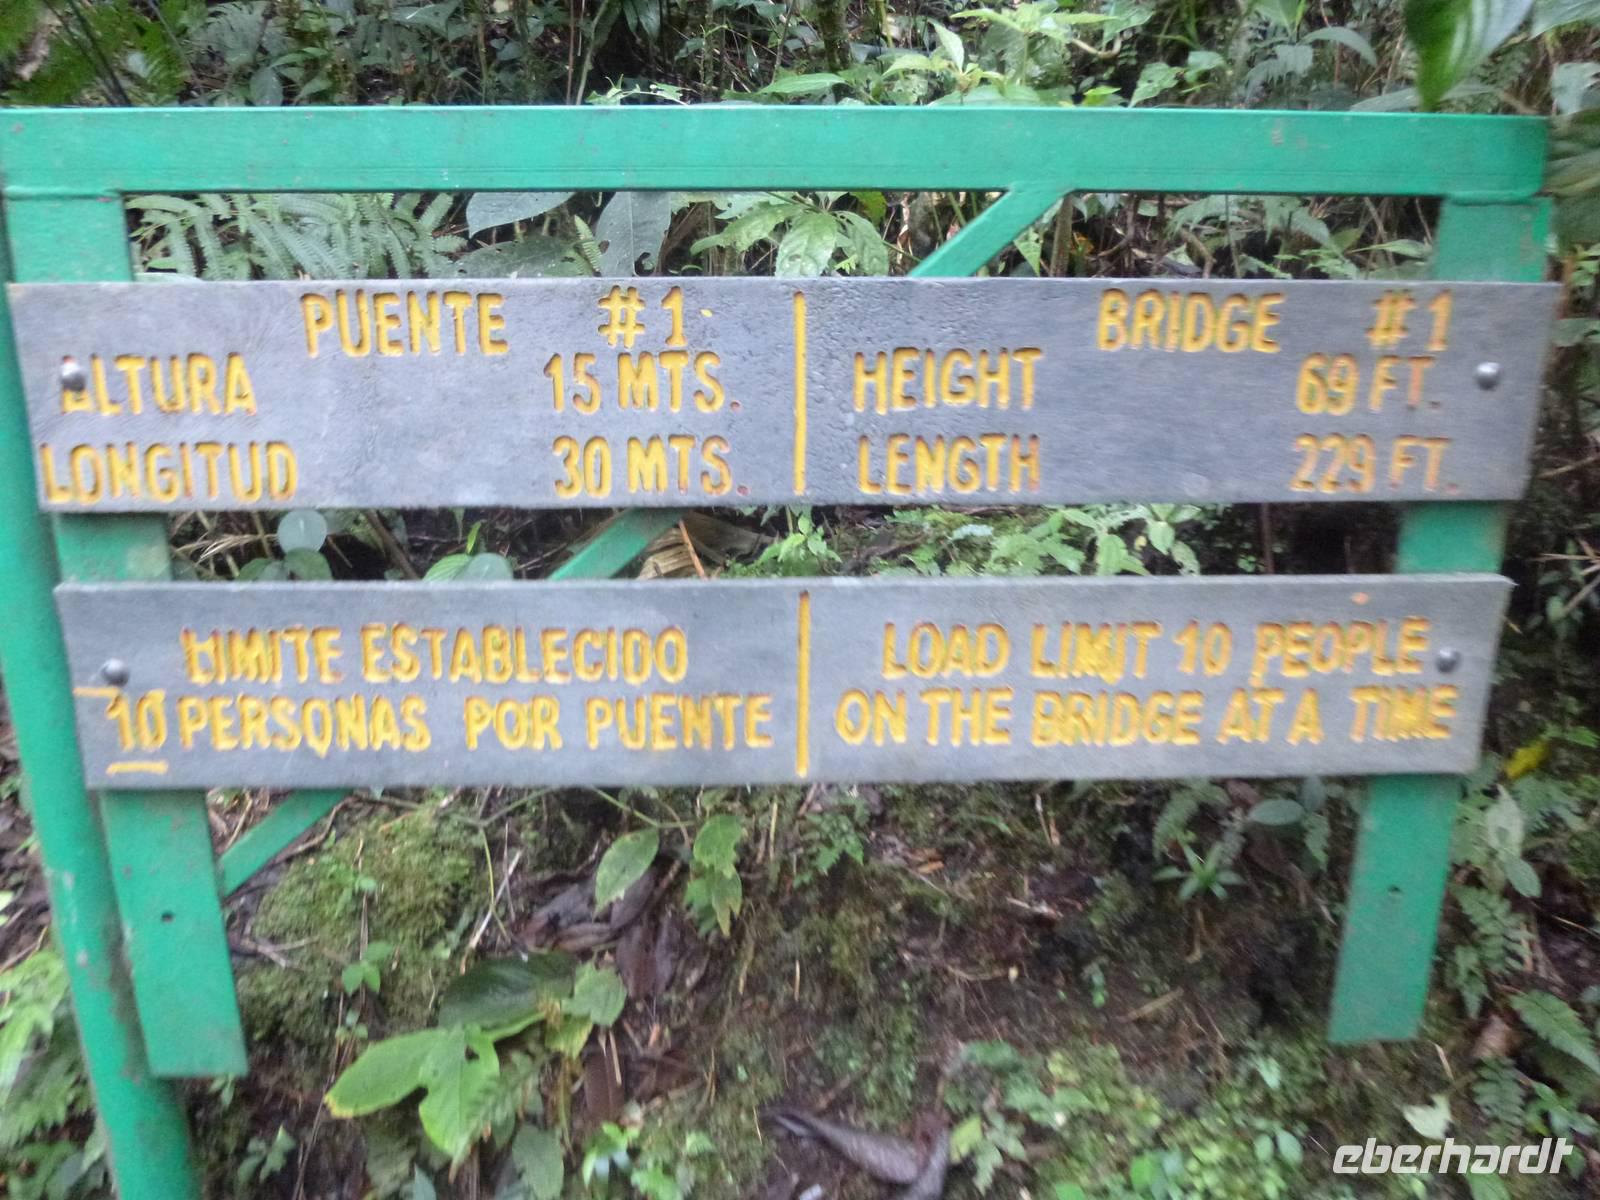 PUENTE #1
ALTURA 15 MTS.
LONGITUD 30 MTS.
BRIDGE #1
HEIGHT 69 FT.
LENGTH 229 FT.
LIMITE ESTABLECIDO
10 PERSONAS POR PUENTE
LOAD LIMIT 10 PEOPLE
ON THE BRIDGE AT A TIME
eberhardt